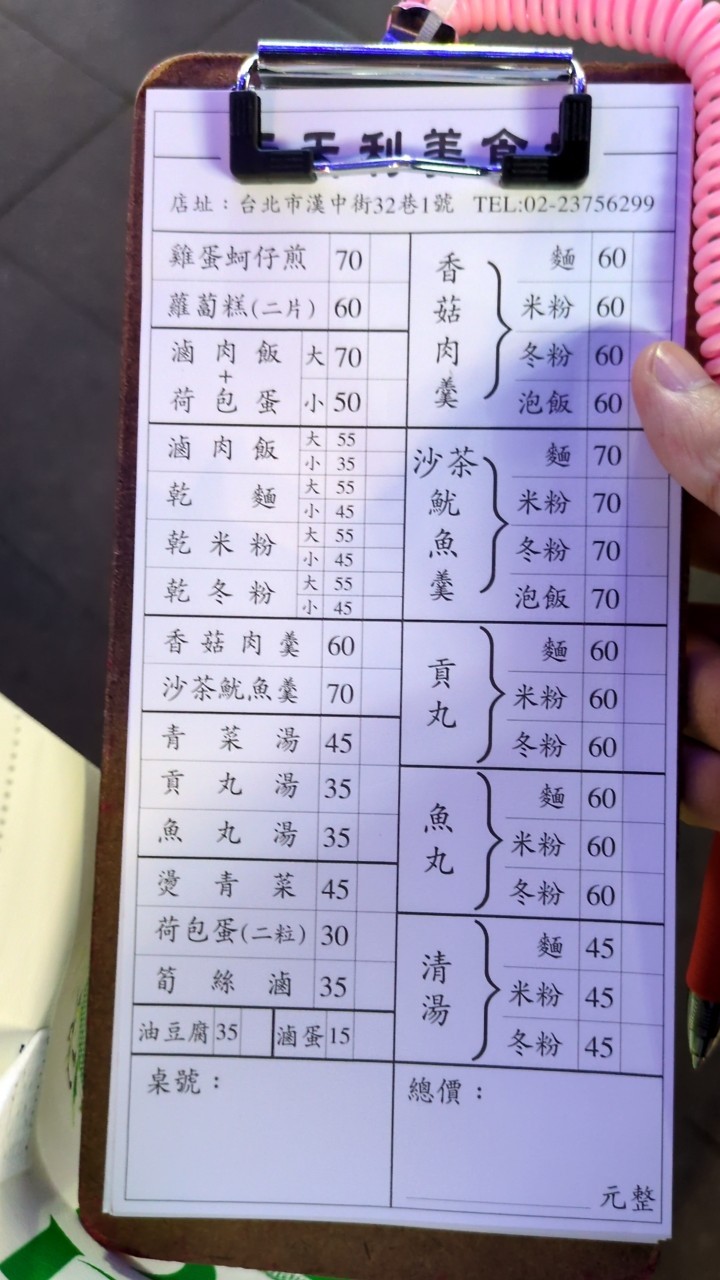 天利美食
店址：台北市漢中街32巷1號 TEL:02-23756299
雞蛋蚵仔煎 70
蘿蔔糕(二片) 60
滷肉飯+荷包蛋 大 70
小 50
滷肉飯 大 55
小 35
乾麵 大 55
小 45
乾米粉 大 55
小 45
乾冬粉 大 55
小 45
香菇肉羹 60
沙茶魷魚羹 70
青菜湯 45
貢丸湯 35
魚丸湯 35
燙青菜 45
荷包蛋(二粒) 30
筍絲滷 35
油豆腐 35 滷蛋 15
香菇肉羹
麵 60
米粉 60
冬粉 60
泡飯 60
沙茶魷魚羹
麵 70
米粉 70
冬粉 70
泡飯 70
貢丸
麵 60
米粉 60
冬粉 60
魚丸
麵 60
米粉 60
冬粉 60
清湯
麵 45
米粉 45
冬粉 45
桌號：
總價：
元整